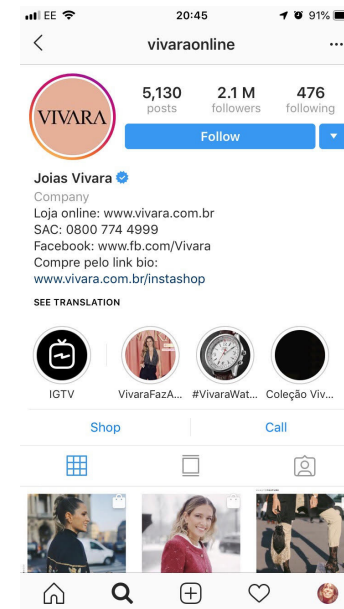 EE 20:45 91%
vivaraonline
VIVARA
5,130 2.1 M 476
posts followers following
Follow
Joias Vivara
Company
Loja online: www.vivara.com.br
SAC: 0800 774 4999
Facebook: www.fb.com/Vivara
Compre pelo link bio:
www.vivara.com.br/instashop
SEE TRANSLATION
IGTV VivaraFazA... #VivaraWat... Coleção Viv...
Shop Call